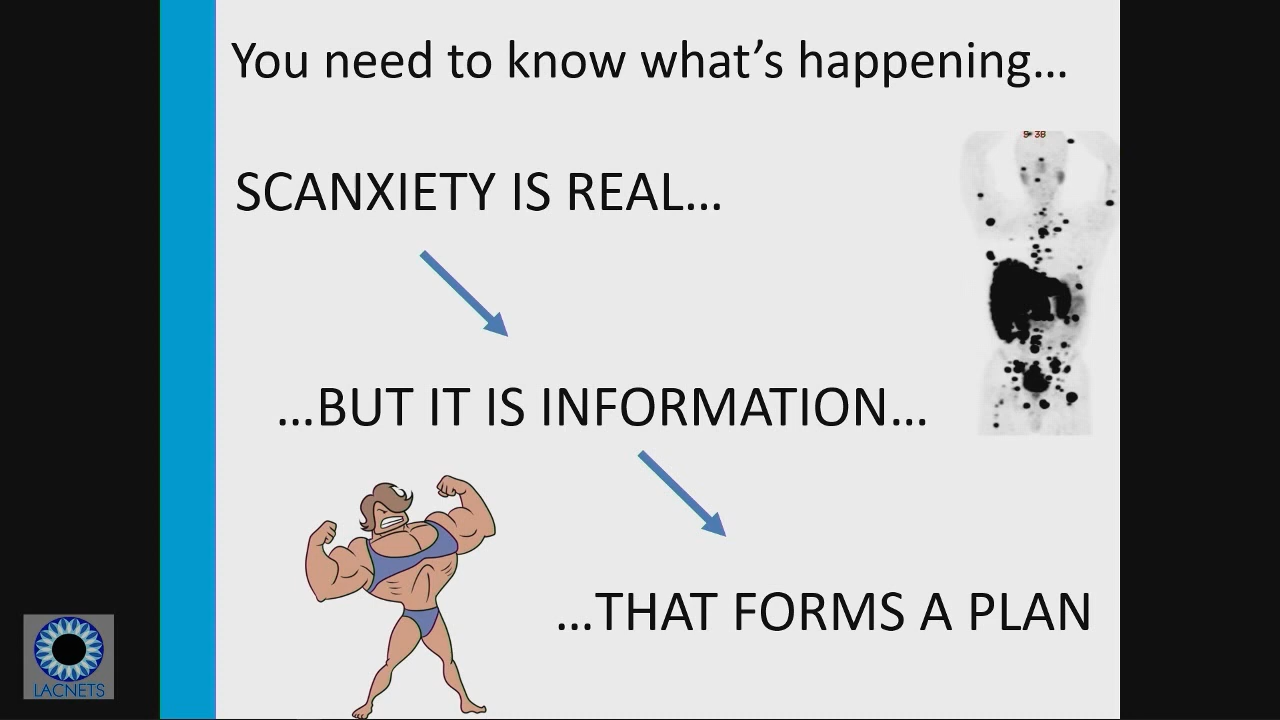 You need to know what's happening…
SCANXIETY IS REAL…
…BUT IT IS INFORMATION…
…THAT FORMS A PLAN
LACNETS